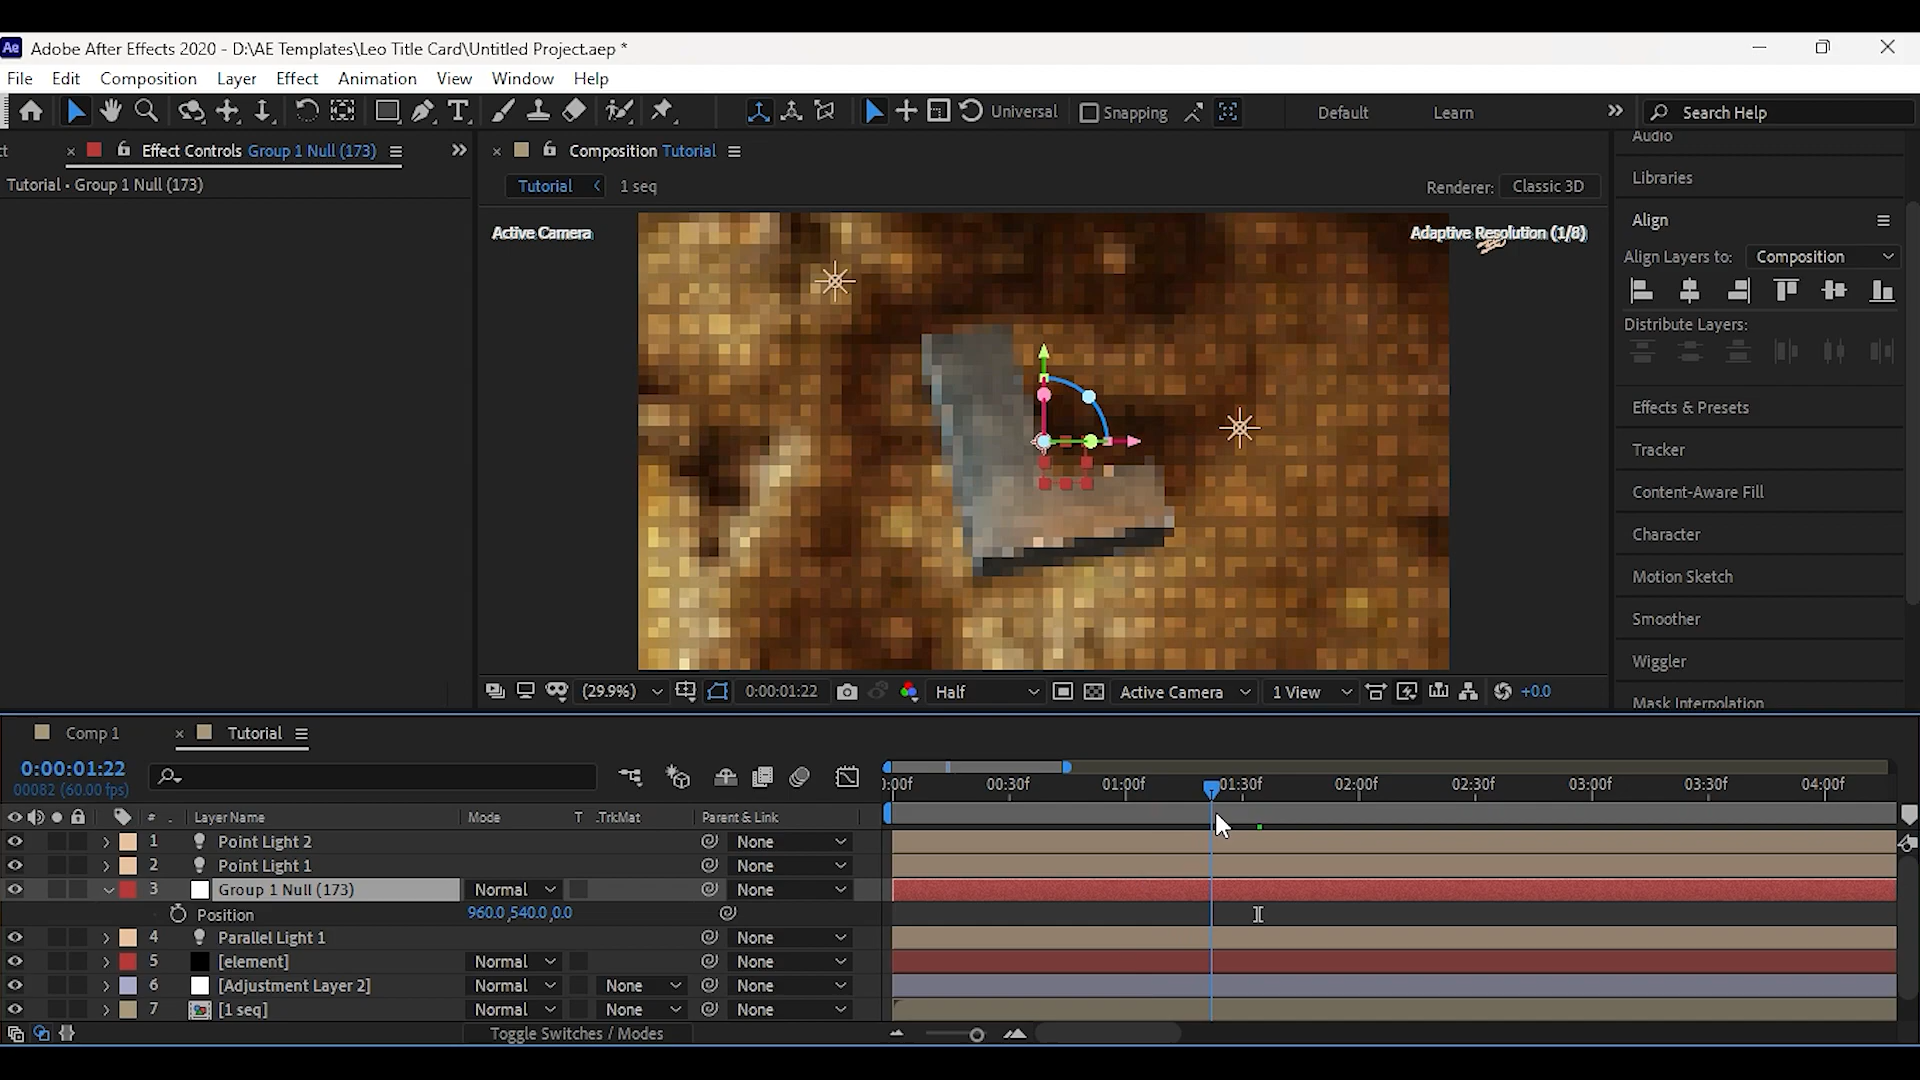 Ae Adobe After Effects 2020 - D:\AE Templates\Leo Title Card\Untitled Project.aep *
File Edit Composition Layer Effect Animation View Window Help
Universal Snapping Default Learn Search Help
Effect Controls Group 1 Null (173)
Composition Tutorial
Audio
Tutorial • Group 1 Null (173)
Tutorial 1 seq
Renderer: Classic 3D
Libraries
Active Camera
Adaptive Resolution (1/8)
Align
Align Layers to: Composition
Distribute Layers:
Effects & Presets
Tracker
Content-Aware Fill
Character
Motion Sketch
Smoother
Wiggler
Mask Interpolation
(29.9%) 0:00:01:22 Half Active Camera 1 View +0.0
Comp 1 Tutorial
0:00:01:22
00082 (60.00 fps)
:00f 00:30f 01:00f 01:30f 02:00f 02:30f 03:00f 03:30f 04:00f
# Layer Name Mode T .TrkMat Parent & Link
1 Point Light 2 None
2 Point Light 1 None
3 Group 1 Null (173) Normal None
Position 960.0,540.0,0.0
4 Parallel Light 1 None
5 [element] Normal None
6 [Adjustment Layer 2] Normal None None
7 [1 seq] Normal None None
Toggle Switches / Modes